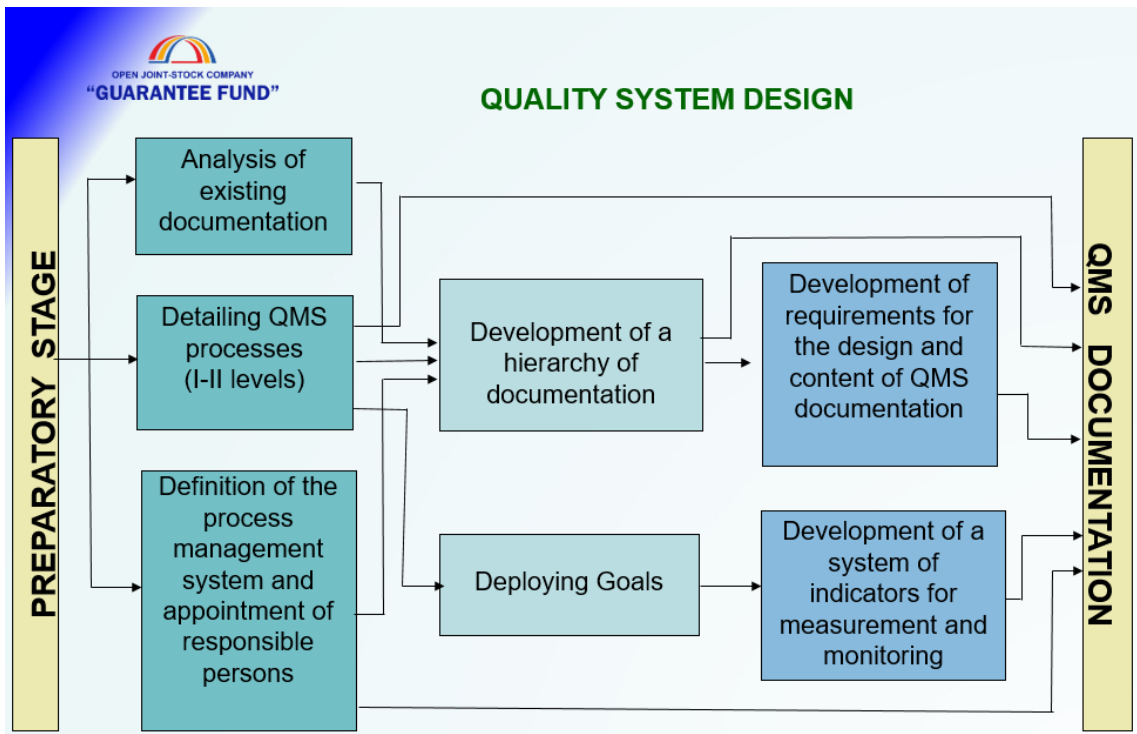 OPEN JOINT-STOCK COMPANY
“GUARANTEE FUND”
QUALITY SYSTEM DESIGN
PREPARATORY STAGE
Analysis of
existing
documentation
Detailing QMS
processes
(I-II levels)
Definition of the
process
management
system and
appointment of
responsible
persons
Development of a
hierarchy of
documentation
Deploying Goals
Development of
requirements for
the design and
content of QMS
documentation
Development of a
system of
indicators for
measurement and
monitoring
QMS DOCUMENTATION